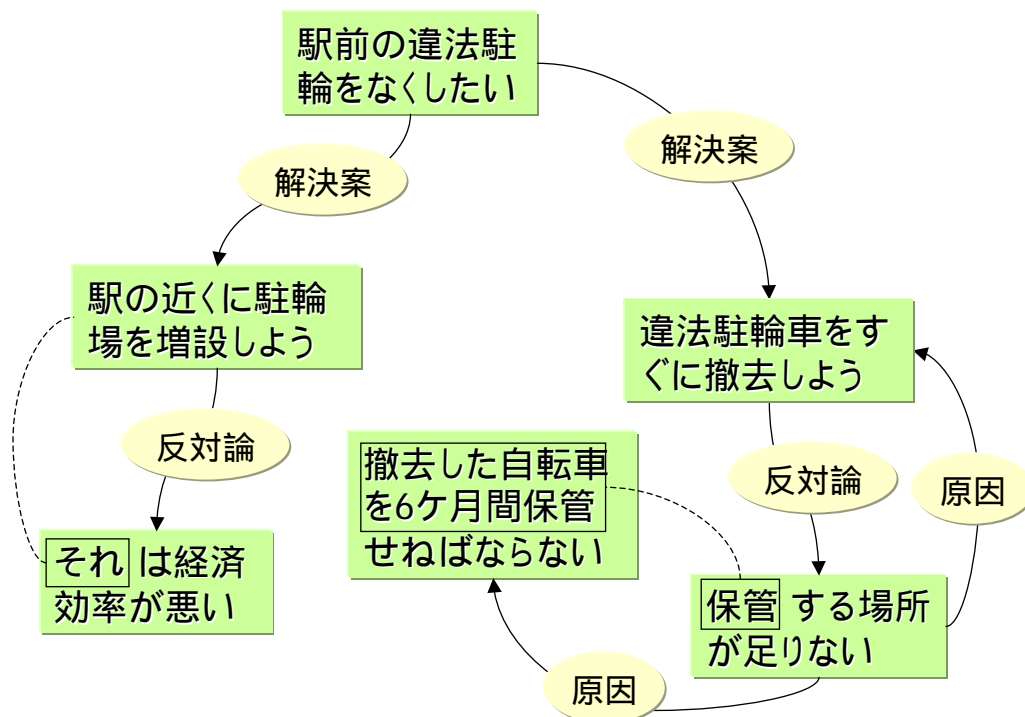 駅前の違法駐
輪をなくしたい
解決案
解決案
駅の近くに駐輪
場を増設しよう
違法駐輪車をす
ぐに撤去しよう
反対論
撤去した自転車
を6ケ月間保管
せねばならない
反対論
原因
それ は経済
効率が悪い
保管 する場所
が足りない
原因